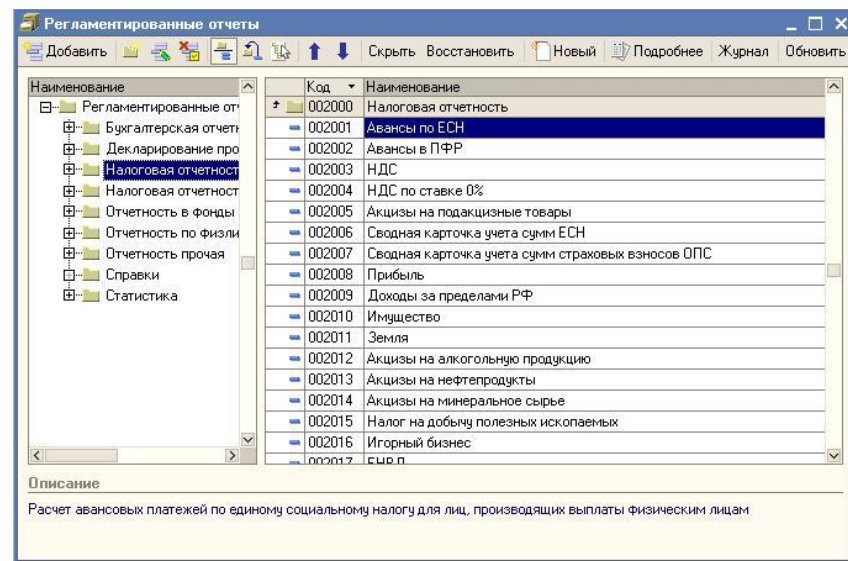 Регламентированные отчеты
Добавить Скрыть Восстановить Новый Подробнее Журнал Обновить
Наименование
Регламентированные от
Бухгалтерская отчет
Декларирование про
Налоговая отчетност
Налоговая отчетност
Отчетность в фонды
Отчетность по физли
Отчетность прочая
Справки
Статистика
Код Наименование
002000 Налоговая отчетность
002001 Авансы по ЕСН
002002 Авансы в ПФР
002003 НДС
002004 НДС по ставке 0%
002005 Акцизы на подакцизные товары
002006 Сводная карточка учета сумм ЕСН
002007 Сводная карточка учета сумм страховых взносов ОПС
002008 Прибыль
002009 Доходы за пределами РФ
002010 Имущество
002011 Земля
002012 Акцизы на алкогольную продукцию
002013 Акцизы на нефтепродукты
002014 Акцизы на минеральное сырье
002015 Налог на добычу полезных ископаемых
002016 Игорный бизнес
002017
Описание
Расчет авансовых платежей по единому социальному налогу для лиц, производящих выплаты физическим лицам